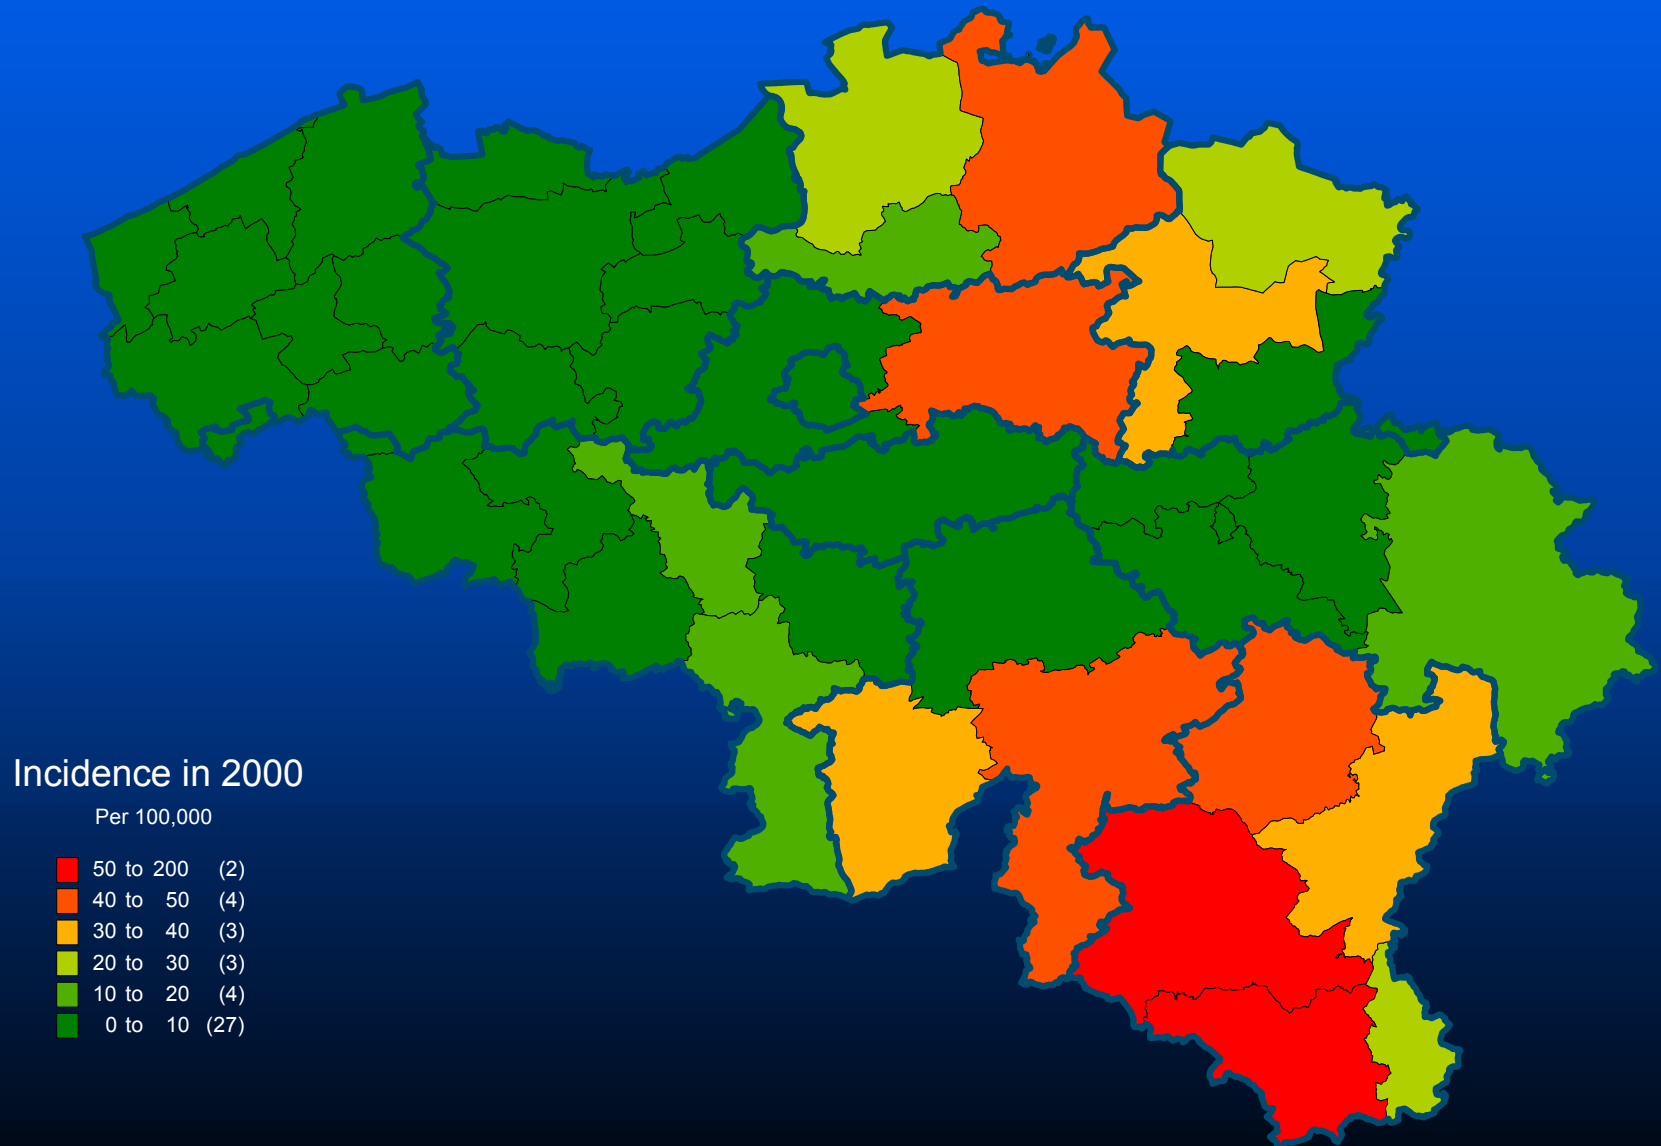 Incidence in 2000
Per 100,000
50 to 200 (2)
40 to 50 (4)
30 to 40 (3)
20 to 30 (3)
10 to 20 (4)
0 to 10 (27)